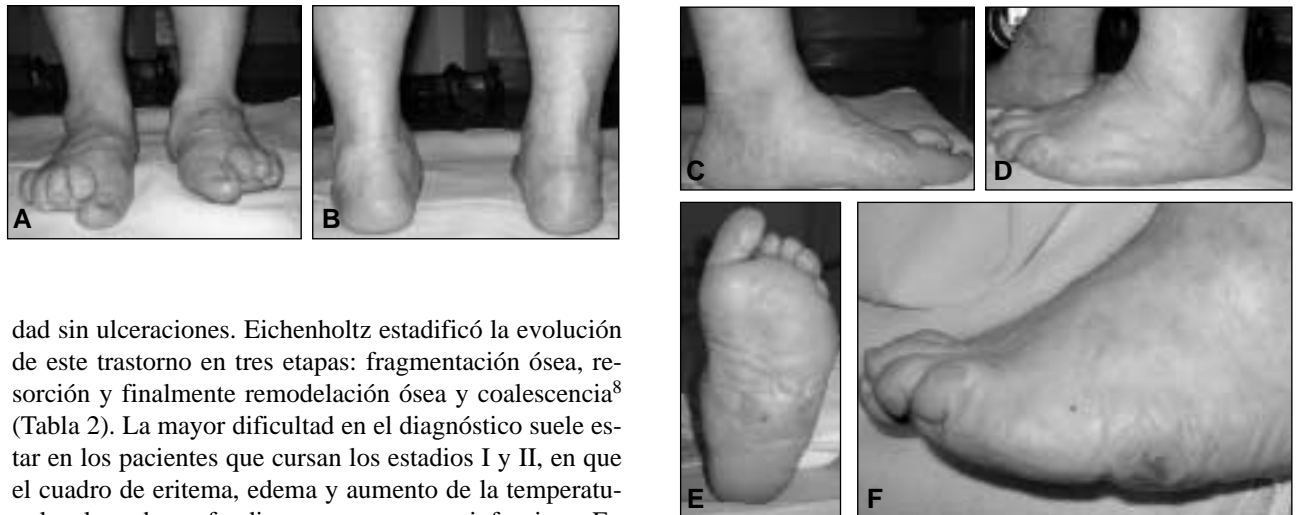 A
B
C
D
E
F
dad sin ulceraciones. Eichenholtz estadificó la evolución
de este trastorno en tres etapas: fragmentación ósea, re-
sorción y finalmente remodelación ósea y coalescencia8
(Tabla 2). La mayor dificultad en el diagnóstico suele es-
tar en los pacientes que cursan los estadios I y II, en que
el cuadro de eritema, edema y aumento de la temperatu-